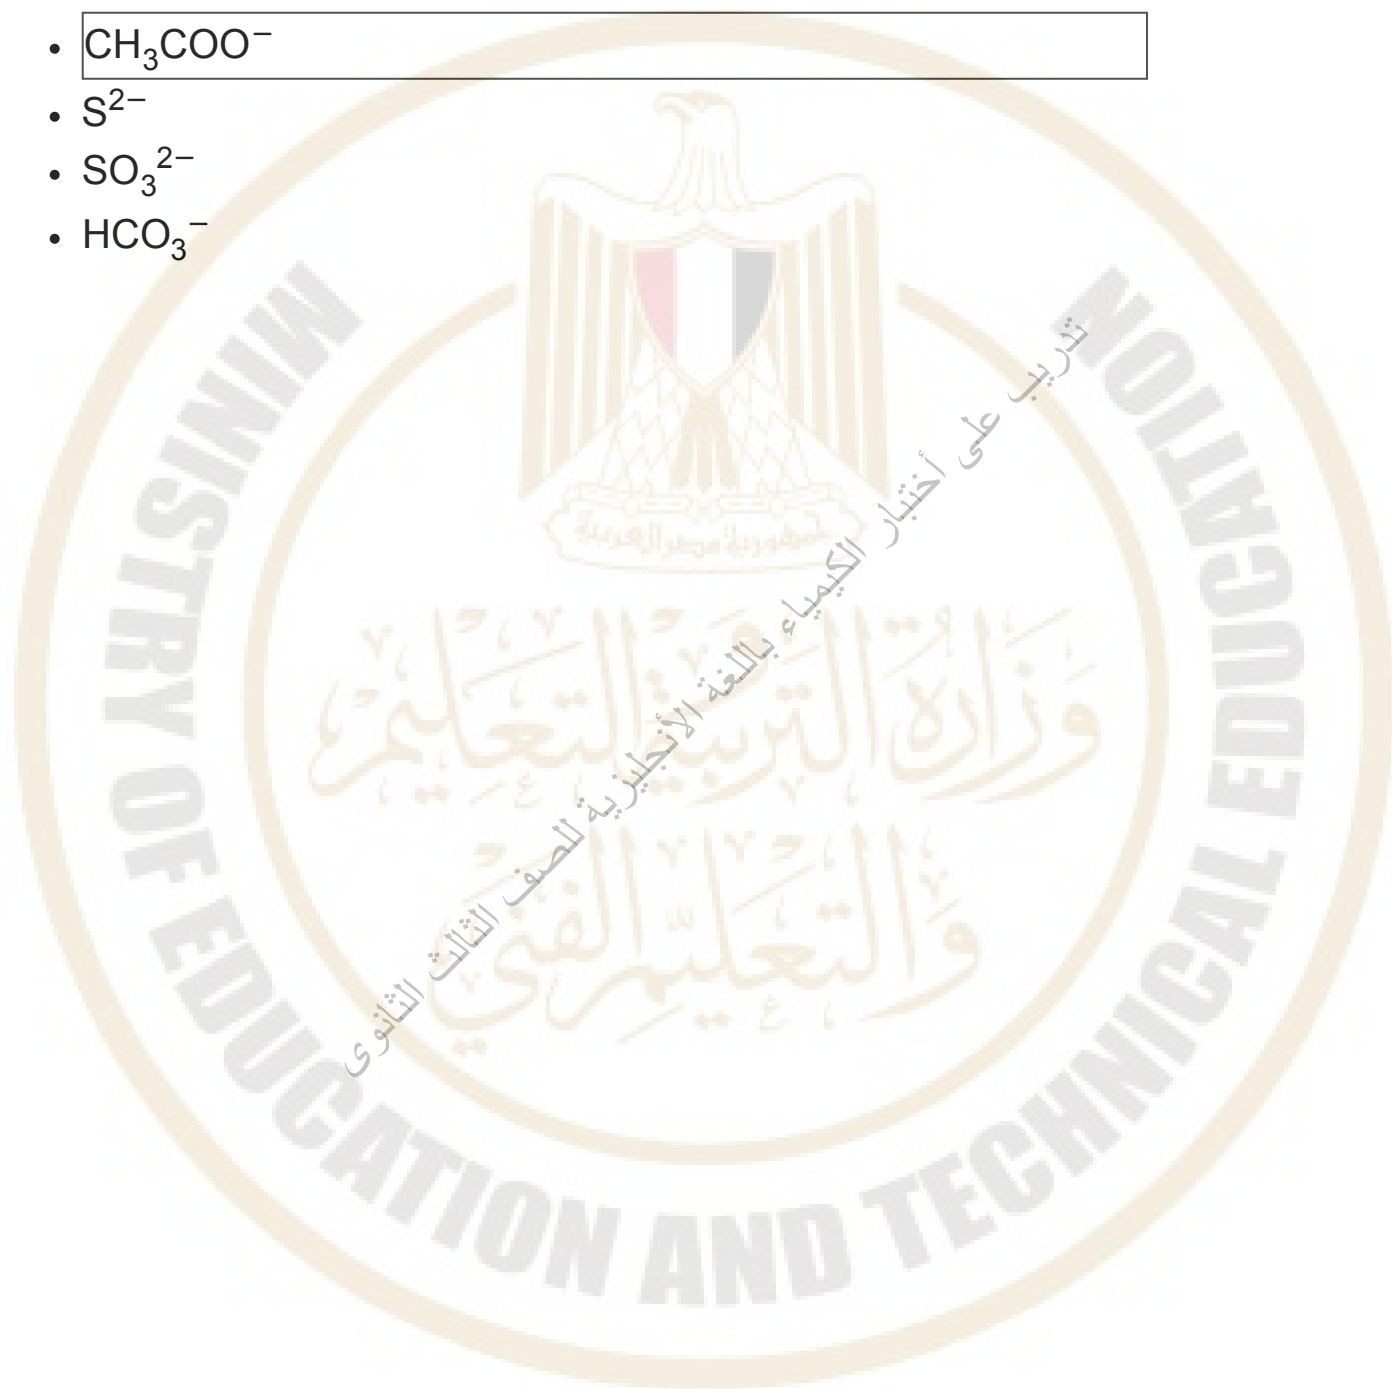 • CH₃COO⁻
• S²⁻
• SO₃²⁻
• HCO₃⁻
تدريب على أختبار الكيمياء باللغة الأنجليزية للصف الثالث الثانوى
جمهورية مصر العربية
وزارة التربية والتعليم
والتعليم الفني
MINISTRY OF EDUCATION AND TECHNICAL EDUCATION